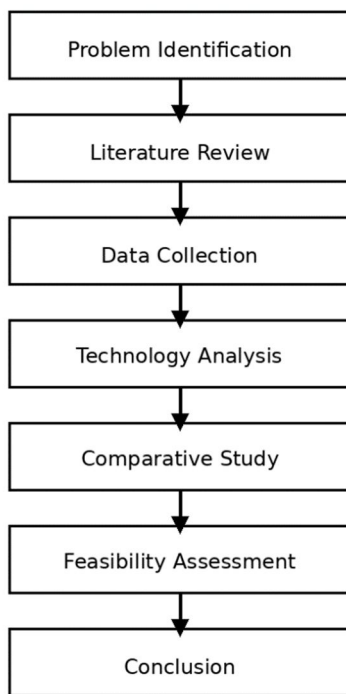 Problem Identification
Literature Review
Data Collection
Technology Analysis
Comparative Study
Feasibility Assessment
Conclusion